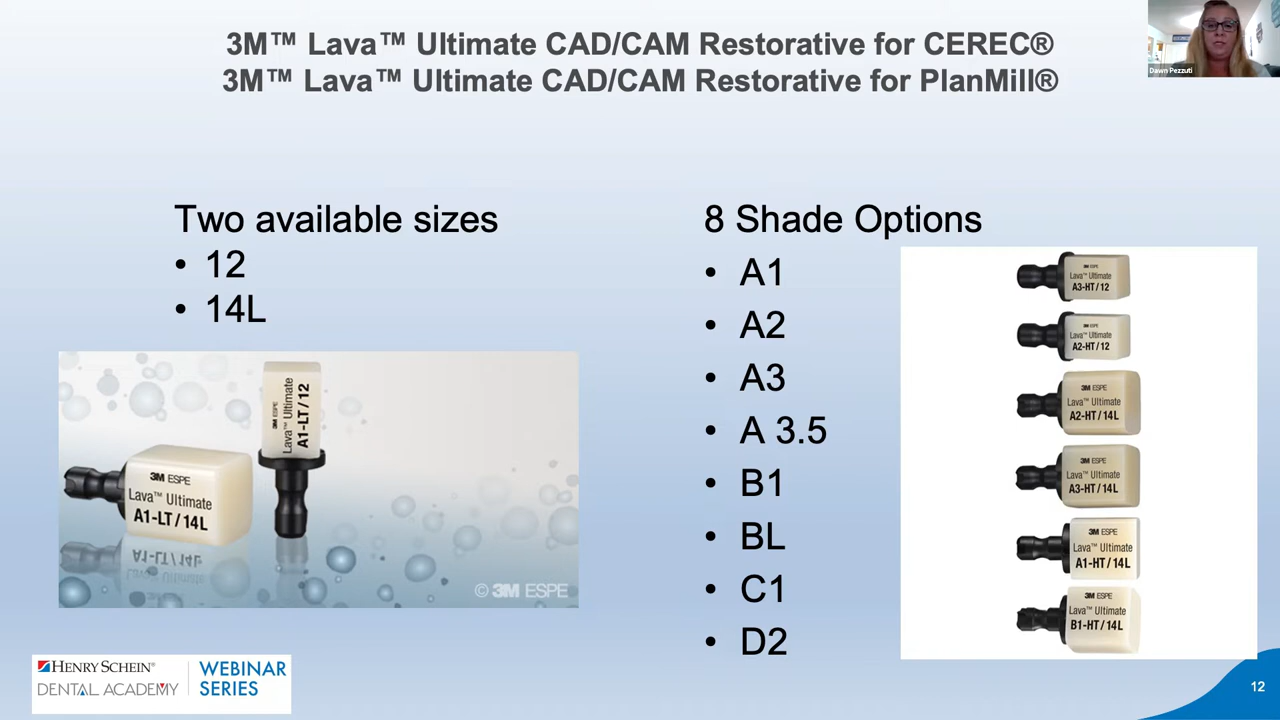 3M™ Lava™ Ultimate CAD/CAM Restorative for CEREC®
3M™ Lava™ Ultimate CAD/CAM Restorative for PlanMill®
Dawn Pezzuti
Two available sizes
• 12
• 14L
3M ESPE
Lava™ Ultimate
A1-LT / 14L
3M ESPE
Lava™ Ultimate
A1-LT / 12
A1-LT / 14L
© 3M ESPE
8 Shade Options
• A1
• A2
• A3
• A 3.5
• B1
• BL
• C1
• D2
3M ESPE
Lava™ Ultimate
A3-HT / 12
3M ESPE
Lava™ Ultimate
A2-HT / 12
3M ESPE
Lava™ Ultimate
A2-HT / 14L
3M ESPE
Lava™ Ultimate
A3-HT / 14L
3M ESPE
Lava™ Ultimate
A1-HT / 14L
3M ESPE
Lava™ Ultimate
B1-HT / 14L
HENRY SCHEIN®
DENTAL ACADEMY
WEBINAR
SERIES
12